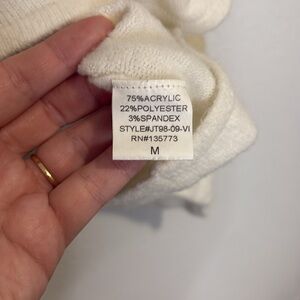 75%ACRYLIC
22%POLYESTER
3%SPANDEX
STYLE#JT98-09-VI
RN#135773
M